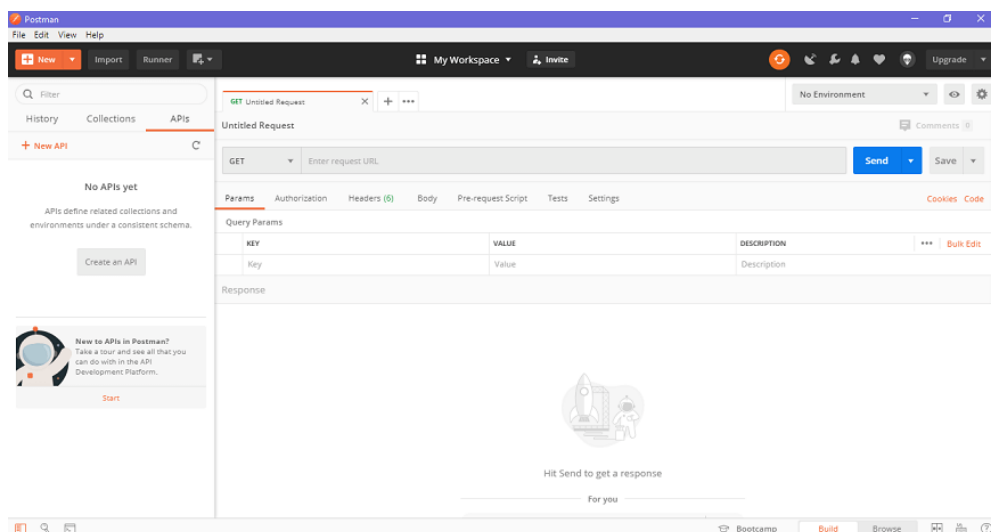 Postman
File Edit View Help
New Import Runner My Workspace Invite Upgrade
Filter
History Collections APIs
+ New API
No APIs yet
APIs define related collections and
environments under a consistent schema.
Create an API
New to APIs in Postman?
Take a tour and see all that you
can do with in the API
Development Platform.
Start
GET Untitled Request X + •••
No Environment
Untitled Request
Comments 0
GET Enter request URL Send Save
Params Authorization Headers (6) Body Pre-request Script Tests Settings Cookies Code
Query Params
KEY VALUE DESCRIPTION ••• Bulk Edit
Key Value Description
Response
Hit Send to get a response
For you
Bootcamp Build Browse